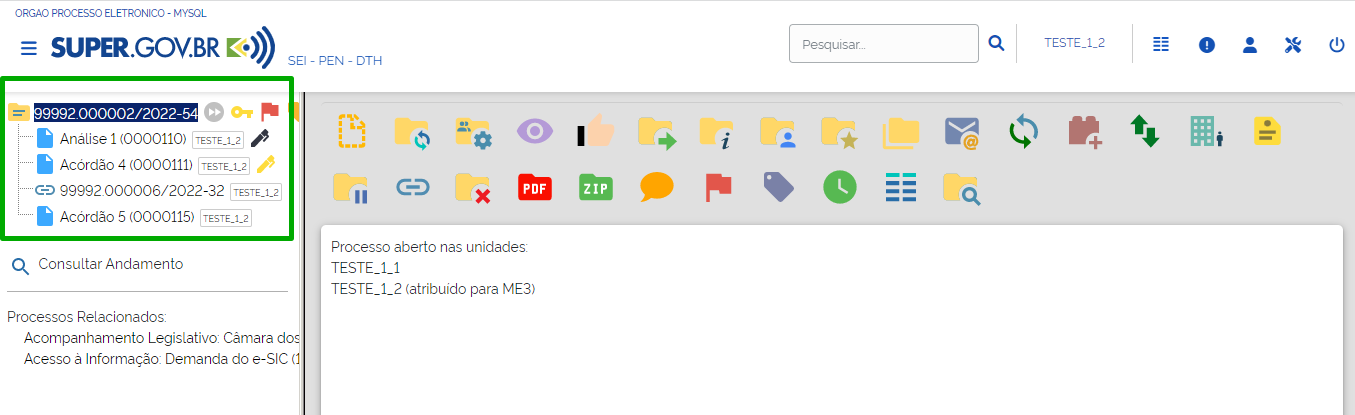 ORGAO PROCESSO ELETRONICO - MYSQL
SUPER.GOV.BR
SEI - PEN - DTH
Pesquisar...
TESTE_1_2
99992.000002/2022-54
Análise 1 (0000110) TESTE_1_2
Acórdão 4 (0000111) TESTE_1_2
99992.000006/2022-32 TESTE_1_2
Acórdão 5 (0000115) TESTE_1_2
Consultar Andamento
Processos Relacionados:
Acompanhamento Legislativo: Câmara dos
Acesso à Informação: Demanda do e-SIC (1
PDF
ZIP
Processo aberto nas unidades:
TESTE_1_1
TESTE_1_2 (atribuído para ME3)